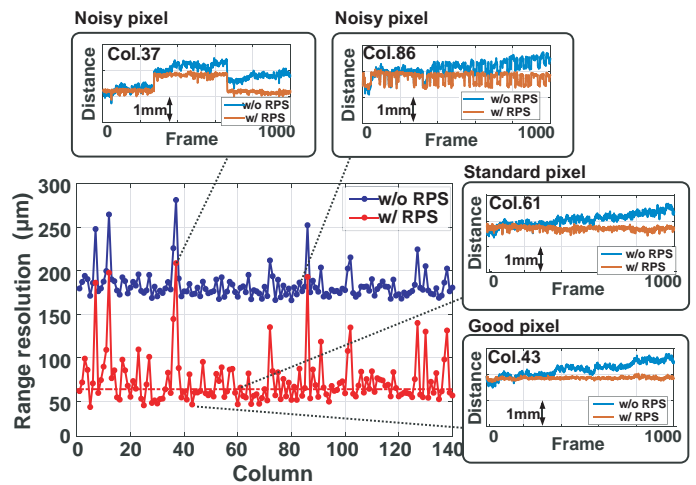 Noisy pixel
Noisy pixel
Col.37
Distance
1mm
w/o RPS
w/ RPS
0
1000
Frame
Col.86
Distance
1mm
w/o RPS
w/ RPS
0
1000
Frame
Standard pixel
Col.61
Distance
1mm
w/o RPS
w/ RPS
0
1000
Frame
Good pixel
Col.43
Distance
1mm
w/o RPS
w/ RPS
0
1000
Frame
300
250
200
150
100
50
0
Range resolution (μm)
w/o RPS
w/ RPS
0 20 40 60 80 100 120 140
Column